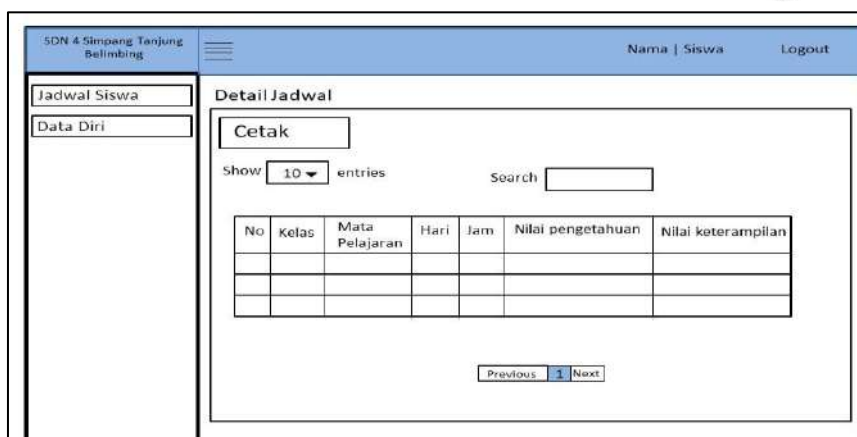 SDN 4 Simpang Tanjung
Belimbing
Nama | Siswa
Logout
Jadwal Siswa
Data Diri
Detail Jadwal
Cetak
Show 10 entries
Search
No Kelas Mata Pelajaran Hari Jam Nilai pengetahuan Nilai keterampilan
Previous 1 Next